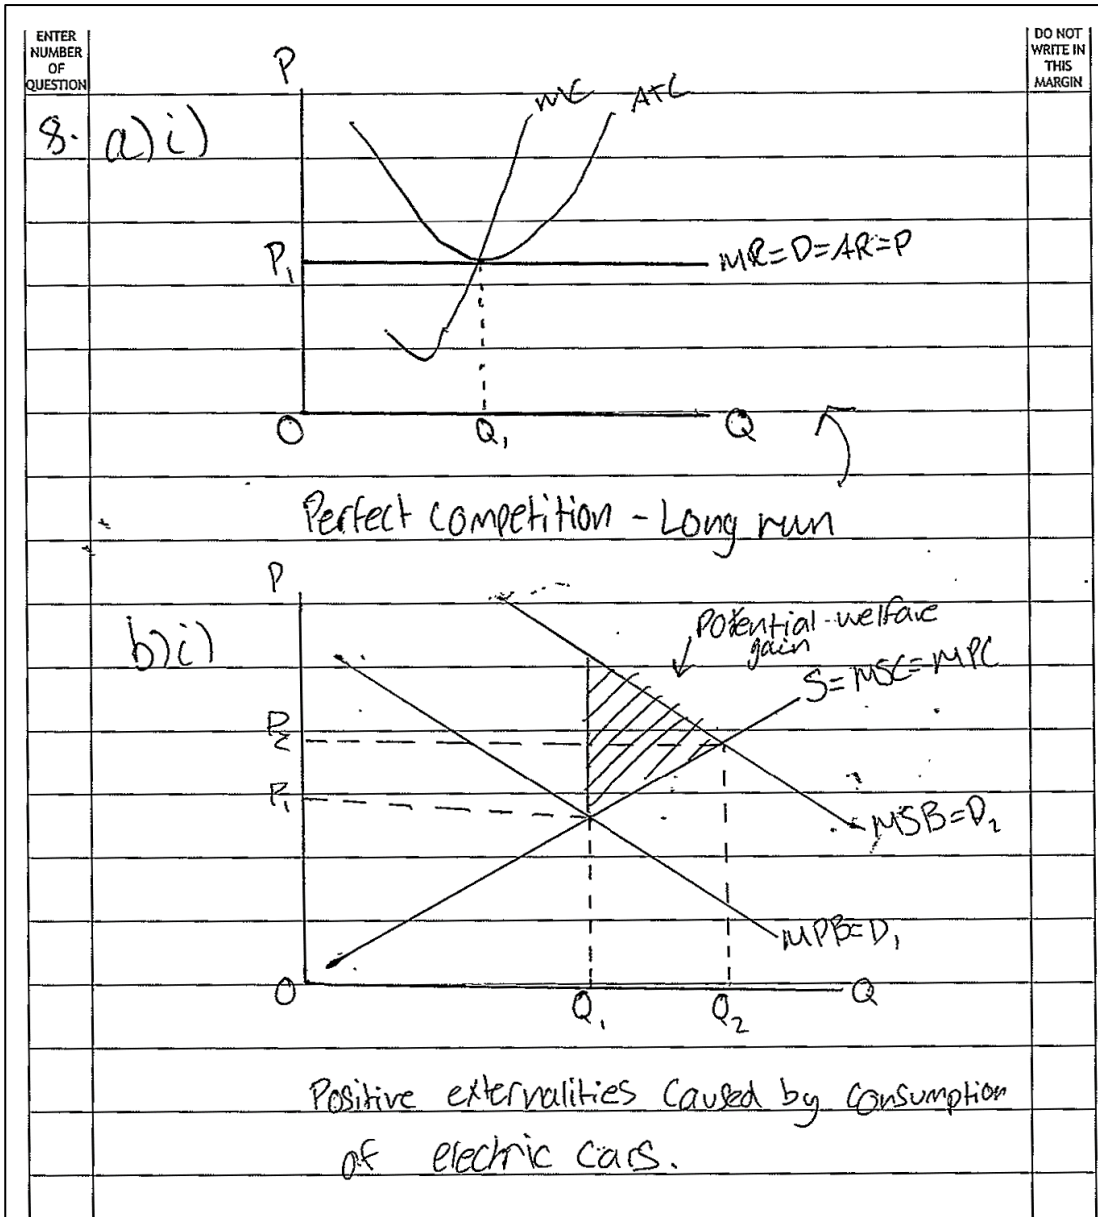 ENTER
NUMBER
OF
QUESTION
DO NOT
WRITE IN
THIS
MARGIN
8. a) i)
P
MC
ATC
P₁
MR=D=AR=P
O
Q₁
Q
Perfect competition - Long run
b) i)
P
Potential welfare
gain
S=MSC=MPC
P₂
P₁
MSB=D₂
MPB=D₁
O
Q₁
Q₂
Q
Positive externalities caused by consumption
of electric cars.